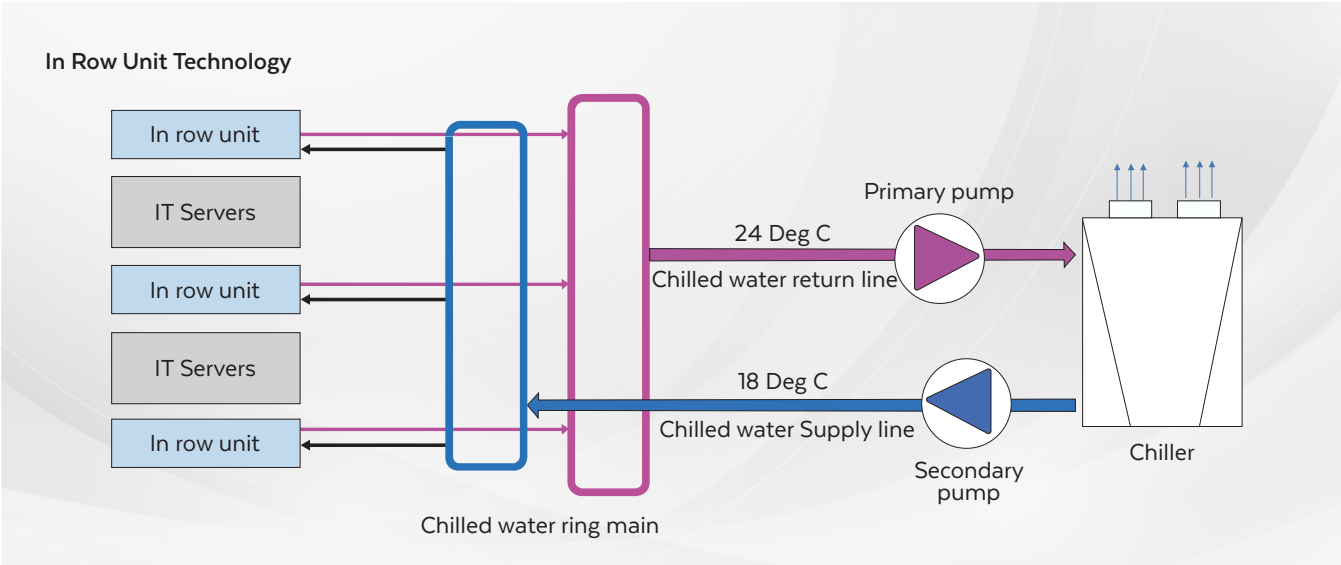 In Row Unit Technology
In row unit
IT Servers
In row unit
IT Servers
In row unit
Chilled water ring main
Primary pump
24 Deg C
Chilled water return line
18 Deg C
Chilled water Supply line
Secondary
pump
Chiller